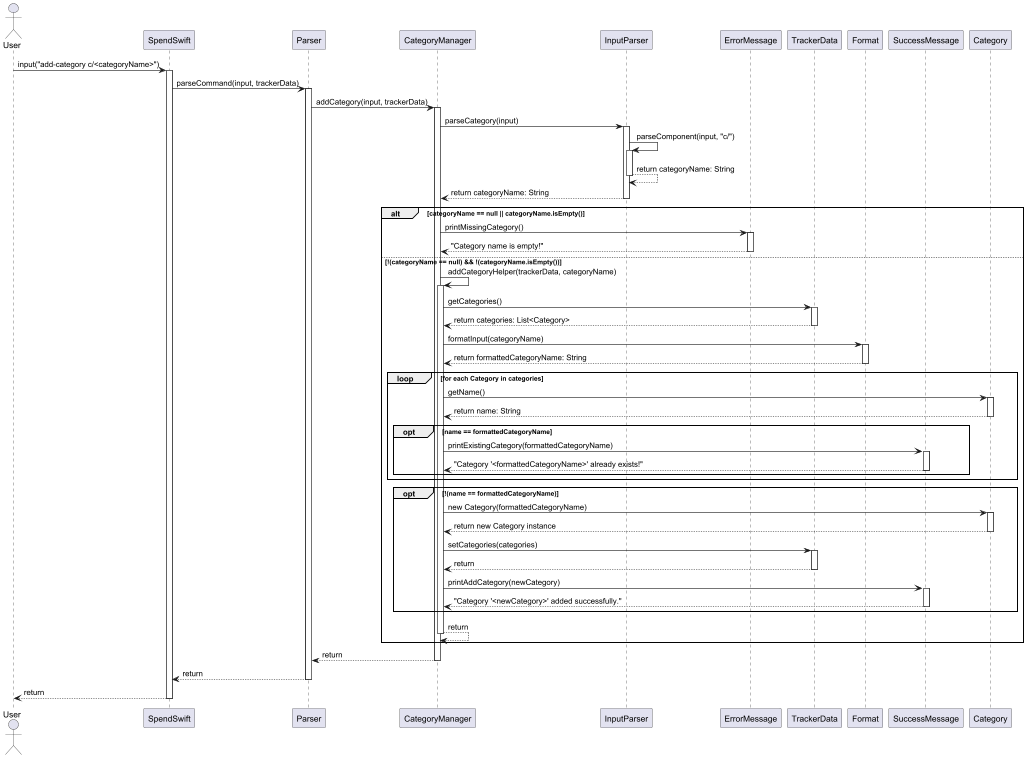 User
SpendSwift
Parser
CategoryManager
InputParser
ErrorMessage
TrackerData
Format
SuccessMessage
Category
input("add-category c/<categoryName>")
parseCommand(input, trackerData)
addCategory(input, trackerData)
parseCategory(input)
parseComponent(input, "c/")
return categoryName: String
return categoryName: String
alt
[categoryName == null || categoryName.isEmpty()]
printMissingCategory()
"Category name is empty!"
[!(categoryName == null) && !(categoryName.isEmpty())]
addCategoryHelper(trackerData, categoryName)
getCategories()
return categories: List<Category>
formatInput(categoryName)
return formattedCategoryName: String
loop
[for each Category in categories]
getName()
return name: String
opt
[name == formattedCategoryName]
printExistingCategory(formattedCategoryName)
"Category '<formattedCategoryName>' already exists!"
opt
[!(name == formattedCategoryName)]
new Category(formattedCategoryName)
return new Category instance
setCategories(categories)
return
printAddCategory(newCategory)
"Category '<newCategory>' added successfully."
return
return
return
return
User
SpendSwift
Parser
CategoryManager
InputParser
ErrorMessage
TrackerData
Format
SuccessMessage
Category